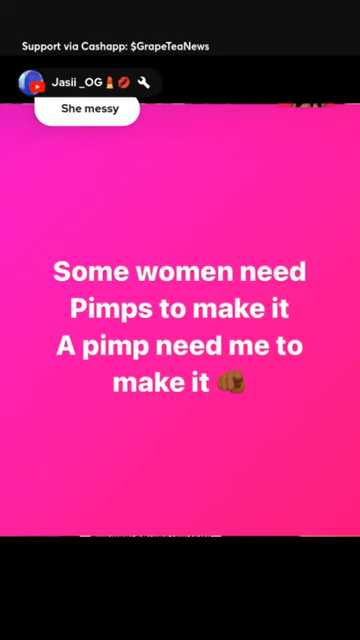 Support via Cashapp: $GrapeTeaNews
Jasii _OG💄💋🔧
She messy
Some women need
Pimps to make it
A pimp need me to
make it 🫵🏾